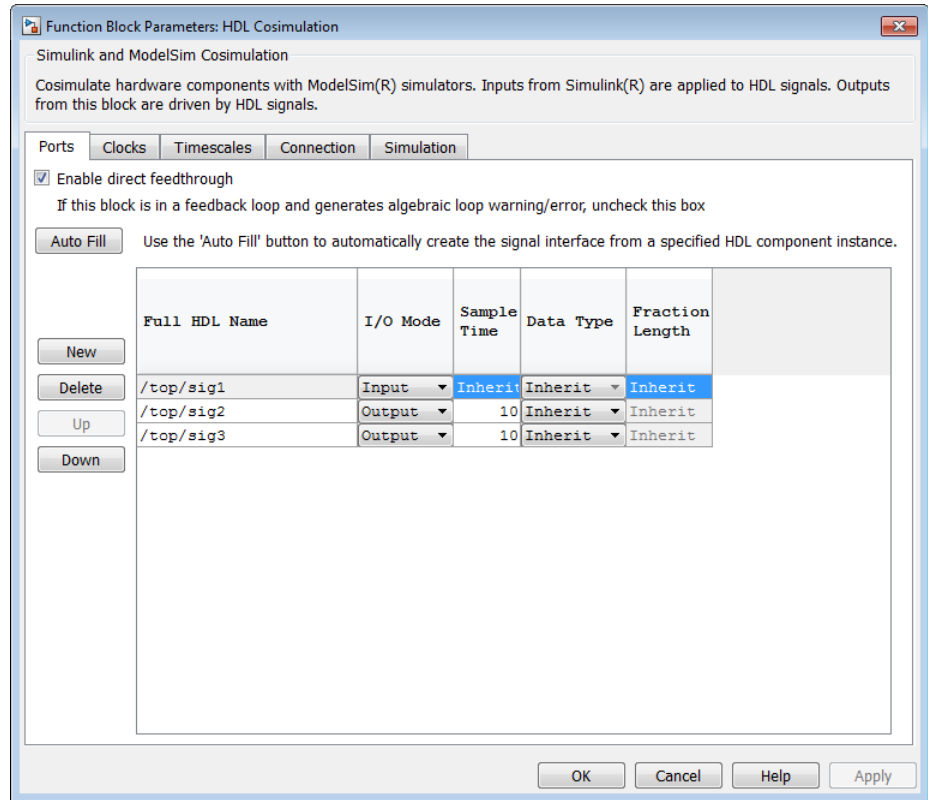 Function Block Parameters: HDL Cosimulation
Simulink and ModelSim Cosimulation
Cosimulate hardware components with ModelSim(R) simulators. Inputs from Simulink(R) are applied to HDL signals. Outputs
from this block are driven by HDL signals.
Ports Clocks Timescales Connection Simulation
Enable direct feedthrough
If this block is in a feedback loop and generates algebraic loop warning/error, uncheck this box
Auto Fill Use the 'Auto Fill' button to automatically create the signal interface from a specified HDL component instance.
Full HDL Name I/O Mode Sample Time Data Type Fraction Length
New
Delete /top/sig1 Input Inherit Inherit Inherit
/top/sig2 Output 10 Inherit Inherit
Up
/top/sig3 Output 10 Inherit Inherit
Down
OK Cancel Help Apply